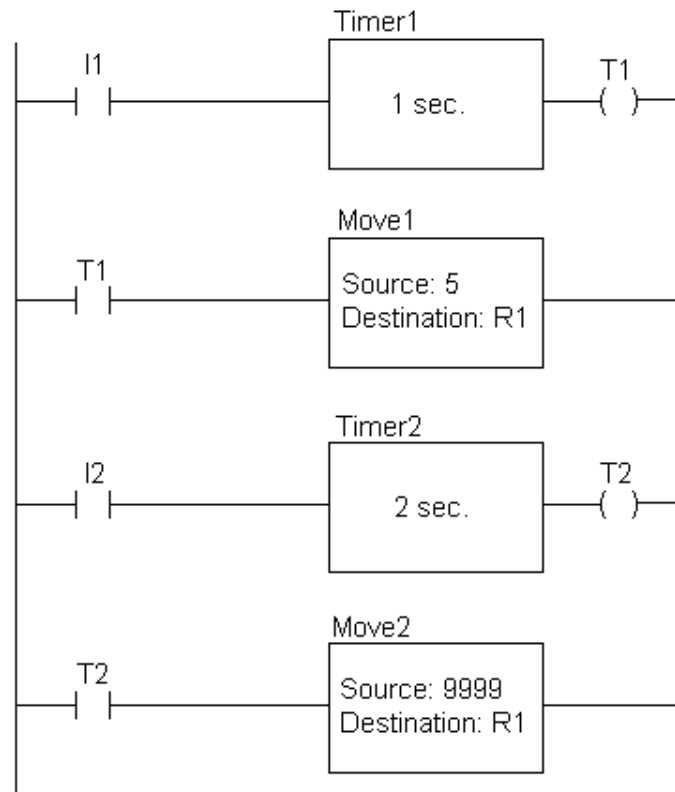 Timer1
I1
1 sec.
T1
Move1
T1
Source: 5
Destination: R1
Timer2
I2
2 sec.
T2
Move2
T2
Source: 9999
Destination: R1